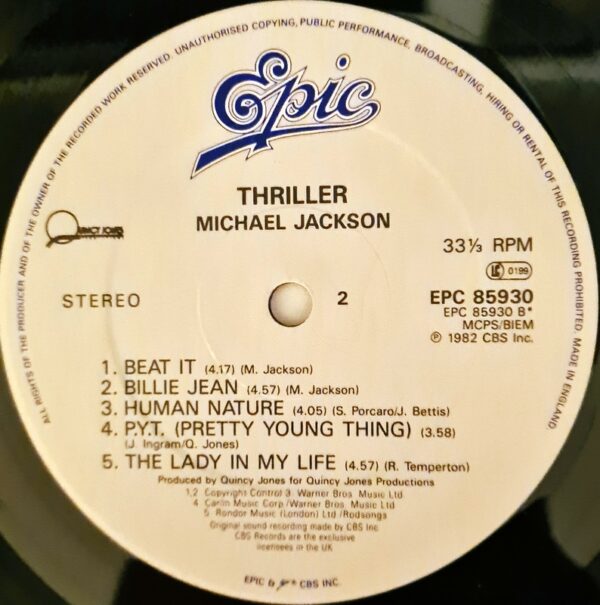 ALL RIGHTS OF THE PRODUCER AND OF THE OWNER OF THE RECORDED WORK RESERVED. UNAUTHORISED COPYING, PUBLIC PERFORMANCE, BROADCASTING, HIRING OR RENTAL OF THIS RECORDING PROHIBITED. MADE IN ENGLAND.
Epic
THRILLER
MICHAEL JACKSON
QUINCY JONES
33⅓ RPM
LC 0199
STEREO
2
EPC 85930
EPC 85930 B*
MCPS/BIEM
℗ 1982 CBS Inc.
1. BEAT IT (4.17) (M. Jackson)
2. BILLIE JEAN (4.57) (M. Jackson)
3. HUMAN NATURE (4.05) (S. Porcaro/J. Bettis)
4. P.Y.T. (PRETTY YOUNG THING) (3.58)
(J. Ingram/Q. Jones)
5. THE LADY IN MY LIFE (4.57) (R. Temperton)
Produced by Quincy Jones for Quincy Jones Productions
1,2 Copyright Control 3 Warner Bros. Music Ltd
4 Carlin Music Corp./Warner Bros. Music
5. Rondor Music (London) Ltd./Rodsongs
Original sound recording made by CBS Inc
CBS Records are the exclusive
licencees in the UK
EPIC & CBS INC.